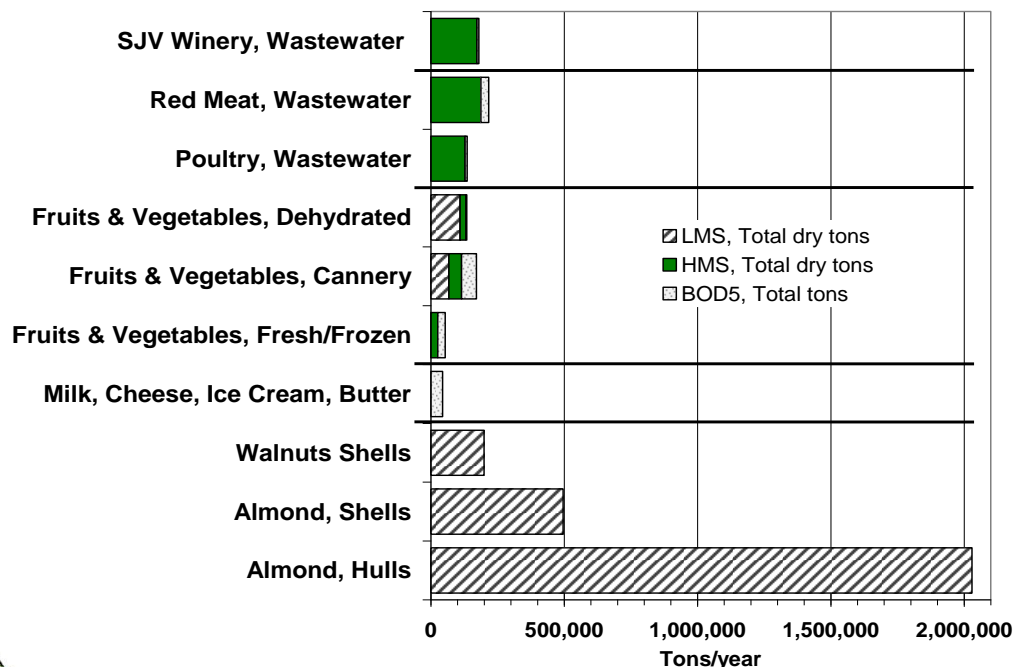 SJV Winery, Wastewater
Red Meat, Wastewater
Poultry, Wastewater
Fruits & Vegetables, Dehydrated
Fruits & Vegetables, Cannery
Fruits & Vegetables, Fresh/Frozen
Milk, Cheese, Ice Cream, Butter
Walnuts Shells
Almond, Shells
Almond, Hulls
LMS, Total dry tons
HMS, Total dry tons
BOD5, Total tons
0 500,000 1,000,000 1,500,000 2,000,000
Tons/year